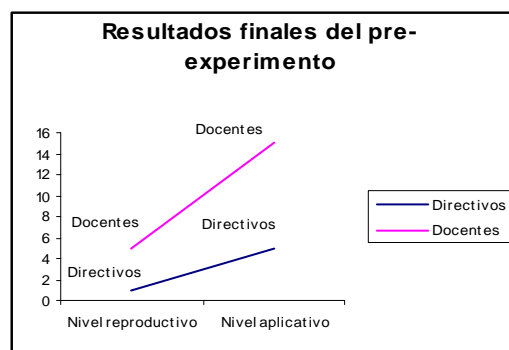 Resultados finales del pre-
experimento
16
14
12
10
8
6
4
2
0
Docentes
Docentes
Directivos
Directivos
Nivel reproductivo
Nivel aplicativo
Directivos
Docentes